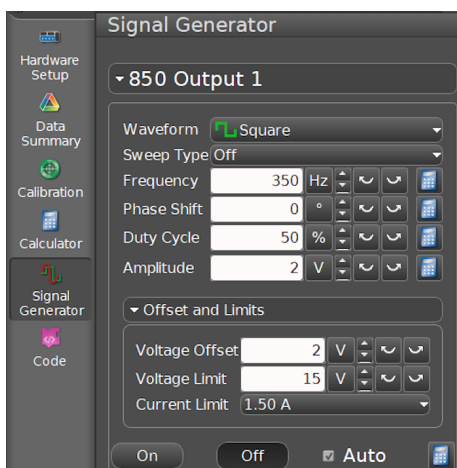 Signal Generator
Hardware
Setup
Data
Summary
Calibration
Calculator
Signal
Generator
Code
850 Output 1
Waveform Square
Sweep Type Off
Frequency 350 Hz
Phase Shift 0 °
Duty Cycle 50 %
Amplitude 2 V
Offset and Limits
Voltage Offset 2 V
Voltage Limit 15 V
Current Limit 1.50 A
On Off Auto